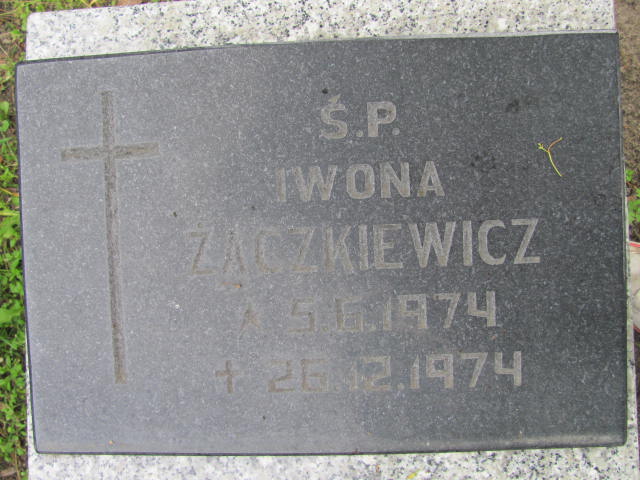 Ś.P.
IWONA
ŻĄCZKIEWICZ
★ 5.6.1974
+ 26.12.1974